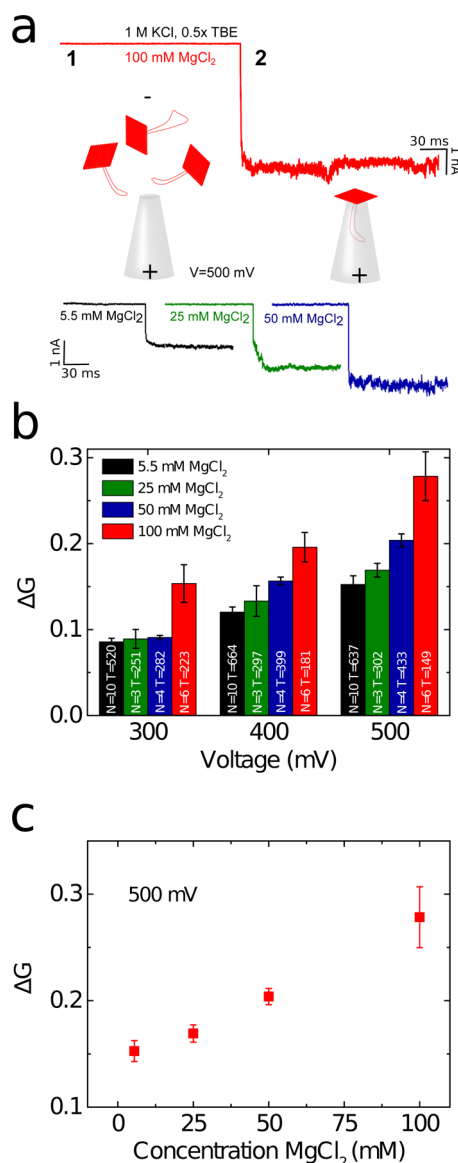 a
1 M KCl, 0.5x TBE
1
100 mM MgCl2
2
-
30 ms
1 nA
+
+
V=500 mV
5.5 mM MgCl2
25 mM MgCl2
50 mM MgCl2
1 nA
30 ms
b
0.3
0.2
0.1
0.0
ΔG
5.5 mM MgCl2
25 mM MgCl2
50 mM MgCl2
100 mM MgCl2
N=10 T=520
N=3 T=251
N=4 T=282
N=6 T=223
N=10 T=664
N=3 T=297
N=4 T=399
N=6 T=181
N=10 T=637
N=3 T=302
N=4 T=433
N=6 T=149
300
400
500
Voltage (mV)
c
500 mV
0.3
0.2
0.1
ΔG
0
25
50
75
100
Concentration MgCl2 (mM)